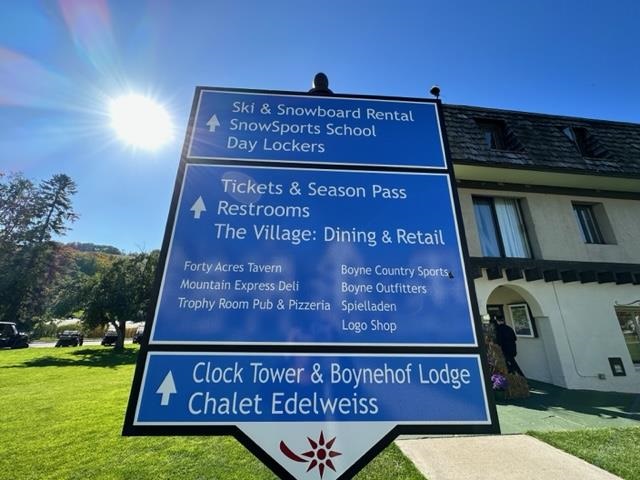 Ski & Snowboard Rental
SnowSports School
Day Lockers
Tickets & Season Pass
Restrooms
The Village: Dining & Retail
Forty Acres Tavern
Mountain Express Deli
Trophy Room Pub & Pizzeria
Boyne Country Sports
Boyne Outfitters
Spielladen
Logo Shop
Clock Tower & Boynehof Lodge
Chalet Edelweiss